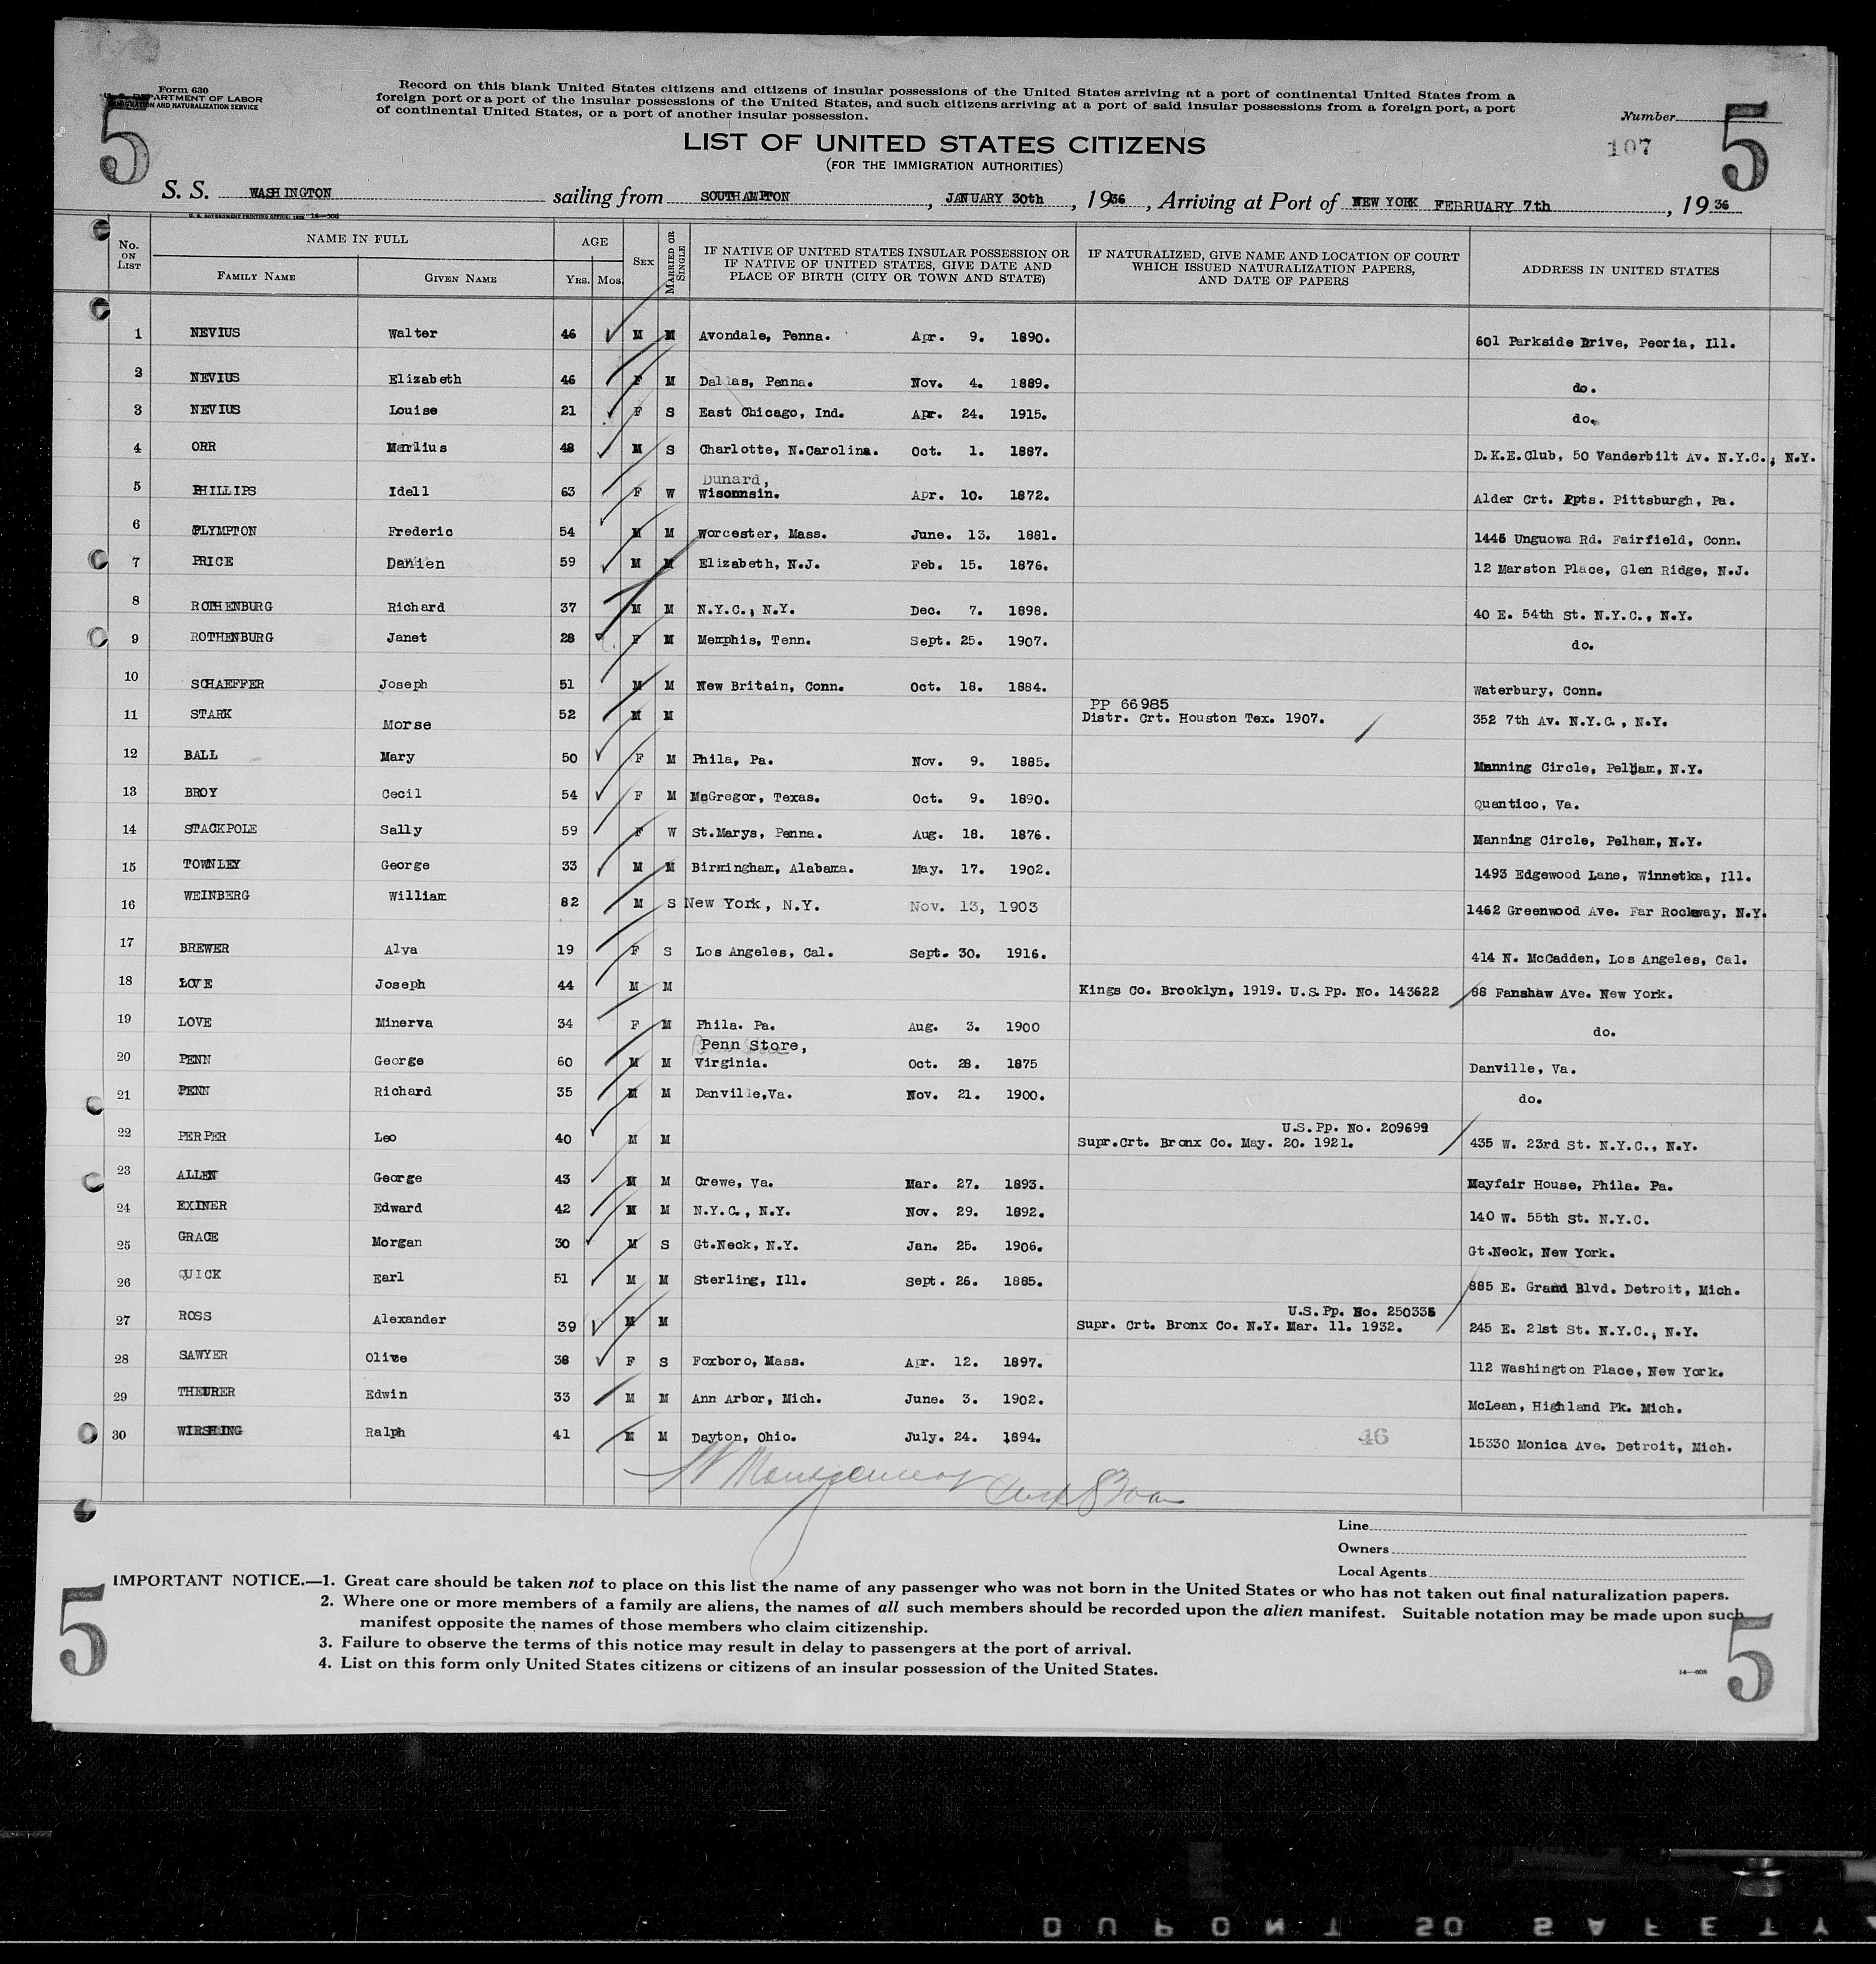 Form 630
U. S. DEPARTMENT OF LABOR
IMMIGRATION AND NATURALIZATION SERVICE
5
Record on this blank United States citizens and citizens of insular possessions of the United States arriving at a port of continental United States from a
foreign port or a port of the insular possessions of the United States, and such citizens arriving at a port of said insular possessions from a foreign port, a port
of continental United States, or a port of another insular possession.
Number
107
5
LIST OF UNITED STATES CITIZENS
(FOR THE IMMIGRATION AUTHORITIES)
S. S. WASHINGTON sailing from SOUTHAMPTON, JANUARY 30th, 1936, Arriving at Port of NEW YORK FEBRUARY 7th, 1936
No. ON LIST
NAME IN FULL
FAMILY NAME
GIVEN NAME
AGE
YRS. MOS.
SEX
MARRIED OR SINGLE
IF NATIVE OF UNITED STATES INSULAR POSSESSION OR
IF NATIVE OF UNITED STATES, GIVE DATE AND
PLACE OF BIRTH (CITY OR TOWN AND STATE)
IF NATURALIZED, GIVE NAME AND LOCATION OF COURT
WHICH ISSUED NATURALIZATION PAPERS,
AND DATE OF PAPERS
ADDRESS IN UNITED STATES
1 NEVIUS Walter 46 M M Avondale, Penna. Apr. 9. 1890. 601 Parkside Drive, Peoria, Ill.
2 NEVIUS Elizabeth 46 F M Dallas, Penna. Nov. 4. 1889. do.
3 NEVIUS Louise 21 F S East Chicago, Ind. Apr. 24. 1915. do.
4 ORR 48 M S Charlotte, N.Carolina. Oct. 1. 1887. D.K.E.Club, 50 Vanderbilt Av. N.Y.C., N.Y.
Dunard,
5 PHILLIPS Idell 63 F W Wisonnsin. Apr. 10. 1872. Alder Crt. Ppts. Pittsburgh, Pa.
6 PLYMPTON Frederic 54 M M Worcester, Mass. June. 13. 1881. 1445 Unguowa Rd. Fairfield, Conn.
7 PRICE Danien 59 M M Elizabeth, N.J. Feb. 15. 1876. 12 Marston Place, Glen Ridge, N.J.
8 ROTHENBURG Richard 37 M M N.Y.C., N.Y. Dec. 7. 1898. 40 E. 54th St. N.Y.C., N.Y.
9 ROTHENBURG Janet 28 F M Memphis, Tenn. Sept. 25. 1907. do.
10 SCHAEFFER Joseph 51 M M New Britain, Conn. Oct. 18. 1884. Waterbury, Conn.
PP 66985
11 STARK Morse 52 M M Distr. Crt. Houston Tex. 1907. 352 7th Av. N.Y.C., N.Y.
12 BALL Mary 50 F M Phila, Pa. Nov. 9. 1885. Manning Circle, Pelham, N.Y.
13 BROY Cecil 54 F M McGregor, Texas. Oct. 9. 1890. Quantico, Va.
14 STACKPOLE Sally 59 F W St.Marys, Penna. Aug. 18. 1876. Manning Circle, Pelham, N.Y.
15 TOWNLEY George 33 M M Birmingham, Alabama. May. 17. 1902. 1493 Edgewood Lane, Winnetka, Ill.
16 WEINBERG William 82 M S New York, N.Y. Nov. 13, 1903 1462 Greenwood Ave. Far Rockway, N.Y.
17 BREWER Alva 19 F S Los Angeles, Cal. Sept. 30. 1916. 414 N. McCadden, Los Angeles, Cal.
18 LOVE Joseph 44 M M Kings Co. Brooklyn, 1919. U.S.Pp. No. 143622 88 Fanshaw Ave. New York.
19 LOVE Minerva 34 F M Phila. Pa. Aug. 3. 1900 do.
Penn Store,
20 PENN George 60 M M Virginia. Oct. 28. 1875 Danville, Va.
21 PENN Richard 35 M M Danville,Va. Nov. 21. 1900. do.
U.S.Pp. No. 209699
22 PERPER Leo 40 M M Supr.Crt. Bronx Co. May. 20. 1921. 435 W. 23rd St. N.Y.C., N.Y.
23 ALLEN George 43 M M Crewe, Va. Mar. 27. 1893. Mayfair House, Phila. Pa.
24 EXINER Edward 42 M M N.Y.C., N.Y. Nov. 29. 1892. 140 W. 55th St. N.Y.C.
25 GRACE Morgan 30 M S Gt.Neck, N.Y. Jan. 25. 1906. Gt.Neck, New York.
26 QUICK Earl 51 M M Sterling, Ill. Sept. 26. 1885. 885 E. Grand Blvd. Detroit, Mich.
U.S.Pp. No. 250335
27 ROSS Alexander 39 M M Supr. Crt. Bronx Co. N.Y. Mar. 11. 1932. 245 E. 21st St. N.Y.C., N.Y.
28 SAWYER Olive 38 F S Foxboro, Mass. Apr. 12. 1897. 112 Washington Place, New York.
29 THEURER Edwin 33 M M Ann Arbor, Mich. June. 3. 1902. McLean, Highland Pk. Mich.
30 WIRSHING Ralph 41 M M Dayton, Ohio. July. 24. 1894. 15330 Monica Ave. Detroit, Mich.
46
Montgomery
Line
Owners
Local Agents
5
IMPORTANT NOTICE.—1. Great care should be taken not to place on this list the name of any passenger who was not born in the United States or who has not taken out final naturalization papers.
2. Where one or more members of a family are aliens, the names of all such members should be recorded upon the alien manifest. Suitable notation may be made upon such
manifest opposite the names of those members who claim citizenship.
3. Failure to observe the terms of this notice may result in delay to passengers at the port of arrival.
4. List on this form only United States citizens or citizens of an insular possession of the United States.
14—608
5
DUPONT 50 SAFETY